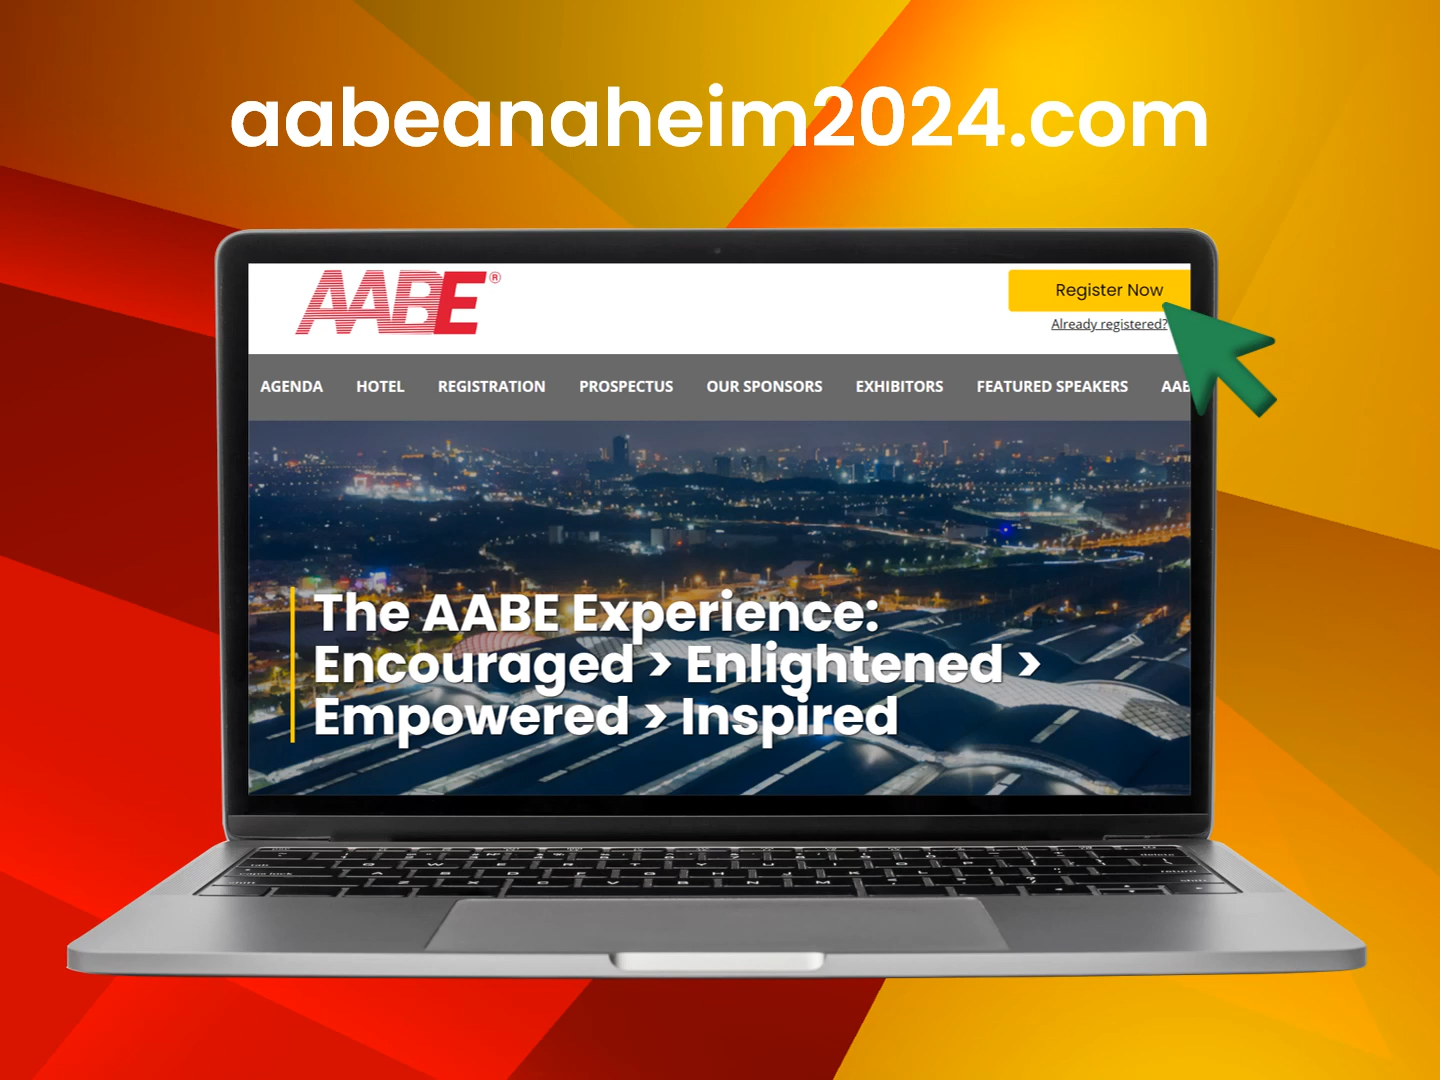 aabeanaheim2024.com
AABE®
Register Now
Already registered?
AGENDA HOTEL REGISTRATION PROSPECTUS OUR SPONSORS EXHIBITORS FEATURED SPEAKERS
The AABE Experience:
Encouraged > Enlightened >
Empowered > Inspired